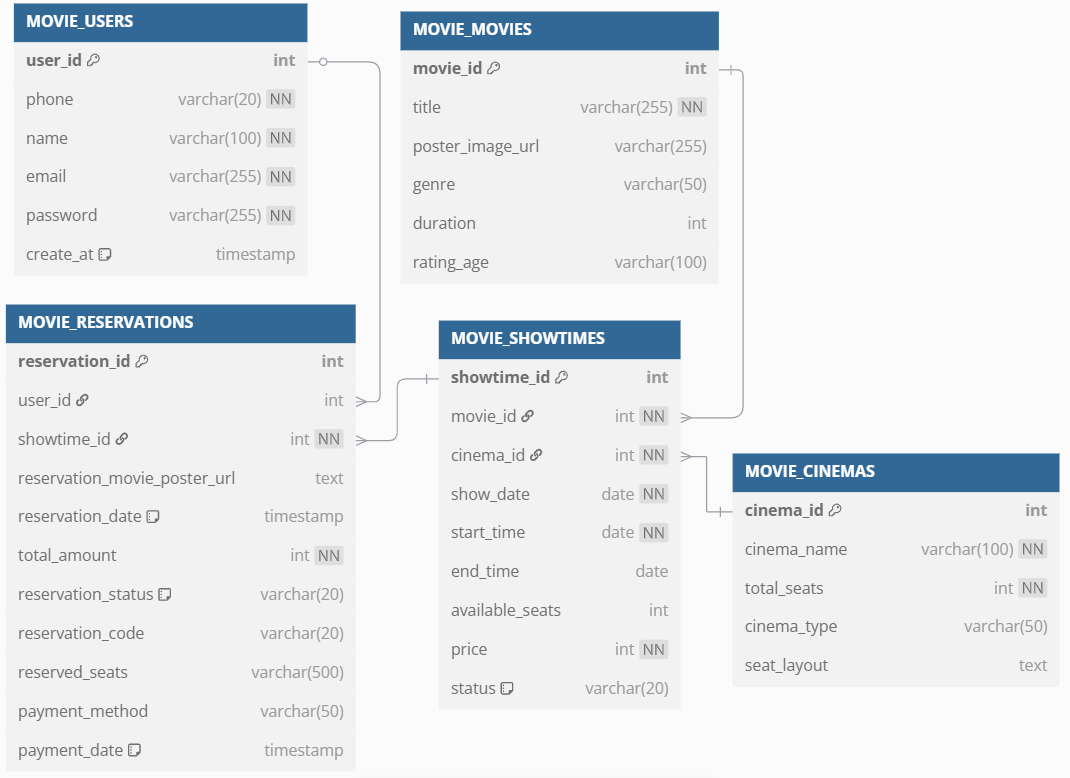 MOVIE_USERS
user_id int
phone varchar(20) NN
name varchar(100) NN
email varchar(255) NN
password varchar(255) NN
create_at timestamp
MOVIE_MOVIES
movie_id int
title varchar(255) NN
poster_image_url varchar(255)
genre varchar(50)
duration int
rating_age varchar(100)
MOVIE_RESERVATIONS
reservation_id int
user_id int
showtime_id int NN
reservation_movie_poster_url text
reservation_date timestamp
total_amount int NN
reservation_status varchar(20)
reservation_code varchar(20)
reserved_seats varchar(500)
payment_method varchar(50)
payment_date timestamp
MOVIE_SHOWTIMES
showtime_id int
movie_id int NN
cinema_id int NN
show_date date NN
start_time date NN
end_time date
available_seats int
price int NN
status varchar(20)
MOVIE_CINEMAS
cinema_id int
cinema_name varchar(100) NN
total_seats int NN
cinema_type varchar(50)
seat_layout text